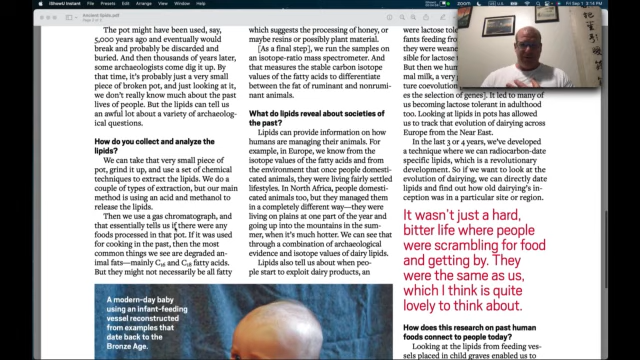 iShowU Instant File Presets Edit Arrange Menu Window Help
zoom
Fri Sep 1 3:14 PM
Ancient lipids.pdf
The pot might have been used, say,
5,000 years ago and eventually would
break and probably be discarded and
buried. And then thousands of years later,
some archaeologists come dig it up. By
that time, it's probably just a very small
piece of broken pot, and just looking at it,
we don't really know much about the past
lives of people. But the lipids can tell us
an awful lot about a variety of archaeolog-
ical questions.
How do you collect and analyze the
lipids?
We can take that very small piece of
pot, grind it up, and use a set of chemical
techniques to extract the lipids. We do a
couple of types of extraction, but our main
method is using an acid and methanol to
release the lipids.
Then we use a gas chromatograph, and
that essentially tells us if there were any
foods processed in that pot. If it was used
for cooking in the past, then the most
common things we see are degraded an-
imal fats—mainly C16 and C18 fatty acids.
But they might not necessarily be all fatty
A modern-day baby
using an infant-feeding
vessel reconstructed
from examples that
date back to the
Bronze Age.
which suggests the processing of honey, or
maybe resins or possibly plant material.
[As a final step], we run the samples on
an isotope-ratio mass spectrometer. And
that measures the stable carbon isotope
values of the fatty acids to differentiate
between the fat of ruminant and nonrumi-
nant animals.
What do lipids reveal about societies of
the past?
Lipids can provide information on how
humans are managing their animals. For
example, in Europe, we know from the
isotope values of the fatty acids and from
the environment that once people domesti-
cated animals, they were living fairly settled
lifestyles. In North Africa, people domesti-
cated animals too, but they managed them
in a completely different way—they were
living on plains at one part of the year and
going up into the mountains in the sum-
mer, when it's much hotter. We can see that
through a combination of archaeological
evidence and isotope values of dairy lipids.
Lipids also tell us about when peo-
ple start to exploit dairy products, an
were lactose tolera
fants feeding from
they were weane
sible for lactose t
But then we hum
mal milk, a very
ture coevolution
es the selection of genes]. It led to many of
us becoming lactose tolerant in adulthood
too. Looking at lipids in pots has allowed us
to track that evolution of dairying across
Europe from the Near East.
In the last 3 or 4 years, we've developed
a technique where we can radiocarbon-date
specific lipids, which is a revolutionary
development. So if we want to look at the
evolution of dairying, we can directly date
lipids and find out how old dairying's in-
ception was in a particular site or region.
It wasn't just a hard,
bitter life where people
were scrambling for food
and getting by. They
were the same as us,
which I think is quite
lovely to think about.
How does this research on past human
foods connect to people today?
Looking at the lipids from feeding ves-
sels placed in child graves enabled us to